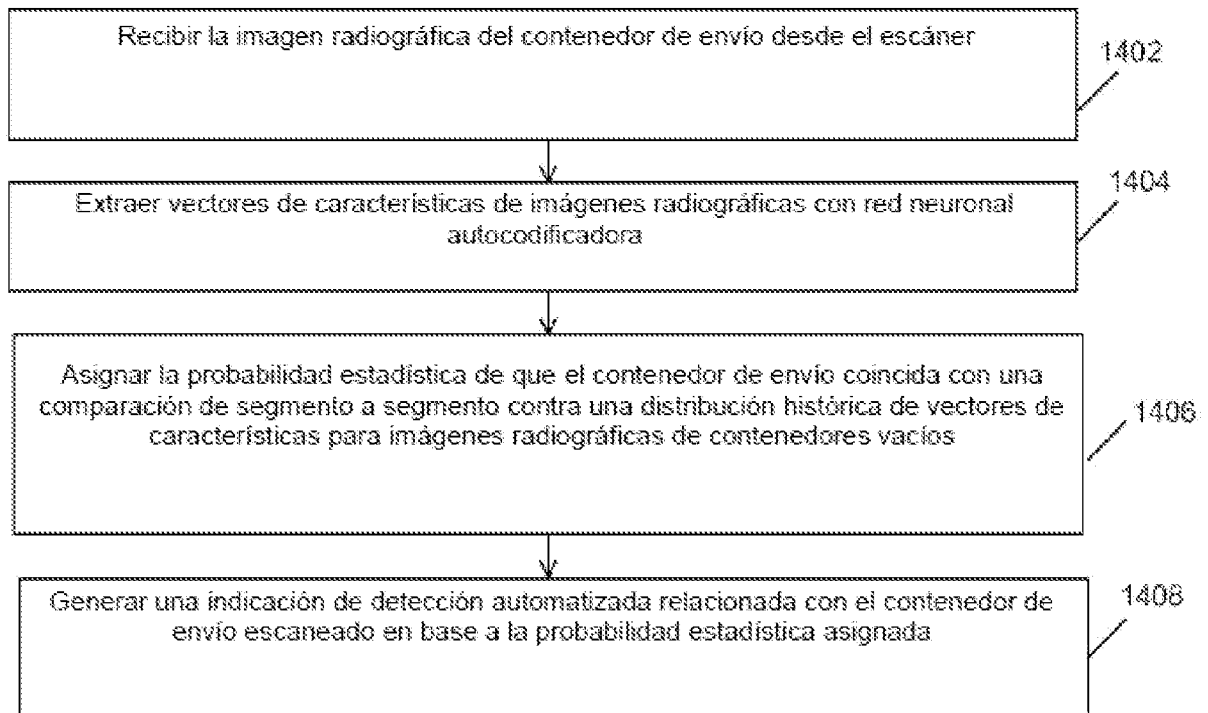 Recibir la imagen radiográfica del contenedor de envío desde el escáner
1402
Extraer vectores de características de imágenes radiográficas con red neuronal
autocodificadora
1404
Asignar la probabilidad estadística de que el contenedor de envío coincida con una
comparación de segmento a segmento contra una distribución histórica de vectores de
características para imágenes radiográficas de contenedores vacíos
1406
Generar una indicación de detección automatizada relacionada con el contenedor de
envío escaneado en base a la probabilidad estadística asignada
1408